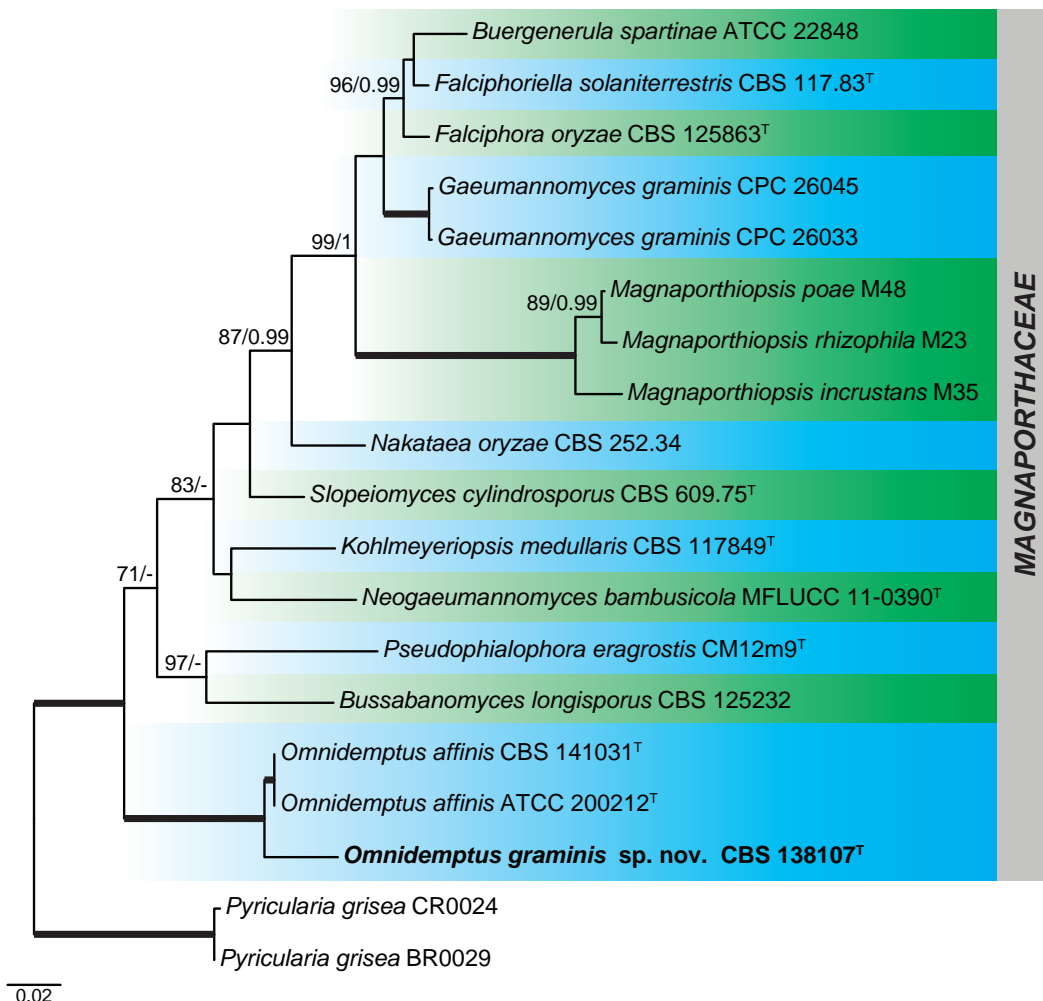 Buergenerula spartinae ATCC 22848
96/0.99
Falciphoriella solaniterrestris CBS 117.83ᵀ
Falciphora oryzae CBS 125863ᵀ
Gaeumannomyces graminis CPC 26045
99/1
Gaeumannomyces graminis CPC 26033
Magnaporthiopsis poae M48
89/0.99
87/0.99
Magnaporthiopsis rhizophila M23
Magnaporthiopsis incrustans M35
Nakataea oryzae CBS 252.34
83/-
Slopeiomyces cylindrosporus CBS 609.75ᵀ
Kohlmeyeriopsis medullaris CBS 117849ᵀ
71/-
Neogaeumannomyces bambusicola MFLUCC 11-0390ᵀ
Pseudophialophora eragrostis CM12m9ᵀ
97/-
Bussabanomyces longisporus CBS 125232
Omnidemptus affinis CBS 141031ᵀ
Omnidemptus affinis ATCC 200212ᵀ
Omnidemptus graminis sp. nov. CBS 138107ᵀ
Pyricularia grisea CR0024
Pyricularia grisea BR0029
0.02
MAGNAPORTHACEAE